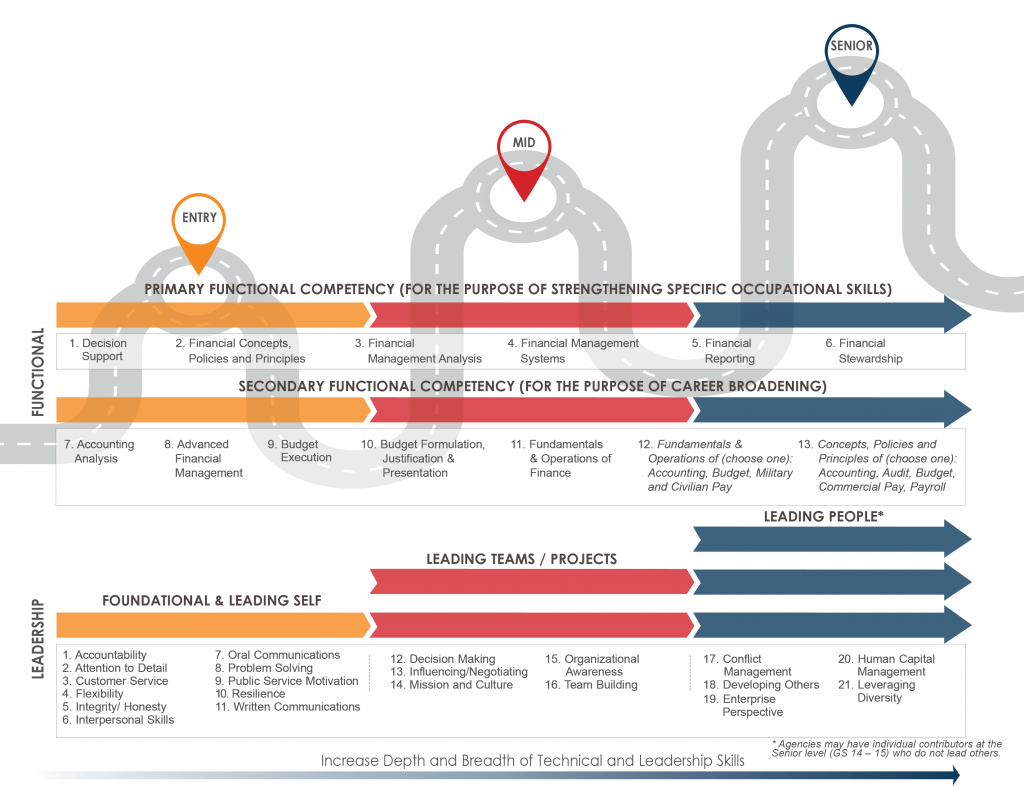 SENIOR
MID
ENTRY
PRIMARY FUNCTIONAL COMPETENCY (FOR THE PURPOSE OF STRENGTHENING SPECIFIC OCCUPATIONAL SKILLS)
FUNCTIONAL
1. Decision
Support
2. Financial Concepts,
Policies and Principles
3. Financial
Management Analysis
4. Financial Management
Systems
5. Financial
Reporting
6. Financial
Stewardship
SECONDARY FUNCTIONAL COMPETENCY (FOR THE PURPOSE OF CAREER BROADENING)
7. Accounting
Analysis
8. Advanced
Financial
Management
9. Budget
Execution
10. Budget Formulation,
Justification &
Presentation
11. Fundamentals
& Operations of
Finance
12. Fundamentals &
Operations of (choose one):
Accounting, Budget, Military
and Civilian Pay
13. Concepts, Policies and
Principles of (choose one):
Accounting, Audit, Budget,
Commercial Pay, Payroll
LEADING PEOPLE*
LEADING TEAMS / PROJECTS
FOUNDATIONAL & LEADING SELF
LEADERSHIP
1. Accountability
2. Attention to Detail
3. Customer Service
4. Flexibility
5. Integrity/ Honesty
6. Interpersonal Skills
7. Oral Communications
8. Problem Solving
9. Public Service Motivation
10. Resilience
11. Written Communications
12. Decision Making
13. Influencing/Negotiating
14. Mission and Culture
15. Organizational
Awareness
16. Team Building
17. Conflict
Management
18. Developing Others
19. Enterprise
Perspective
20. Human Capital
Management
21. Leveraging
Diversity
* Agencies may have individual contributors at the
Senior level (GS 14 – 15) who do not lead others.
Increase Depth and Breadth of Technical and Leadership Skills